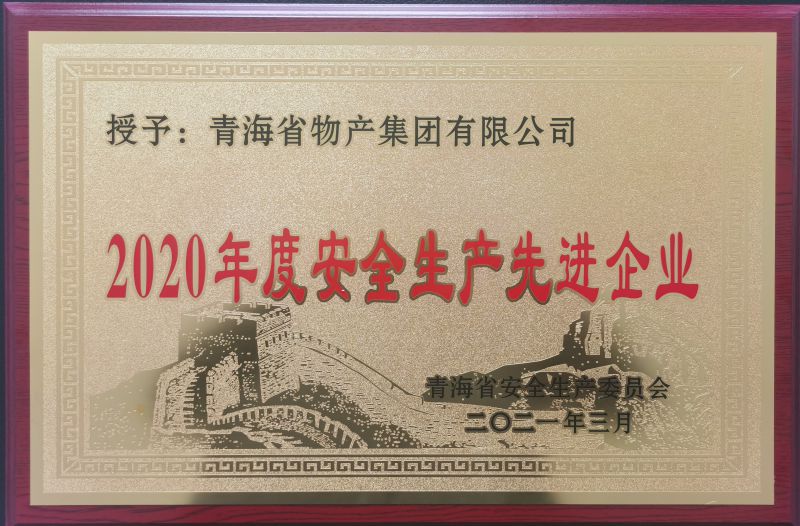 授予：青海省物产集团有限公司
2020年度安全生产先进企业
青海省安全生产委员会
二〇二一年三月